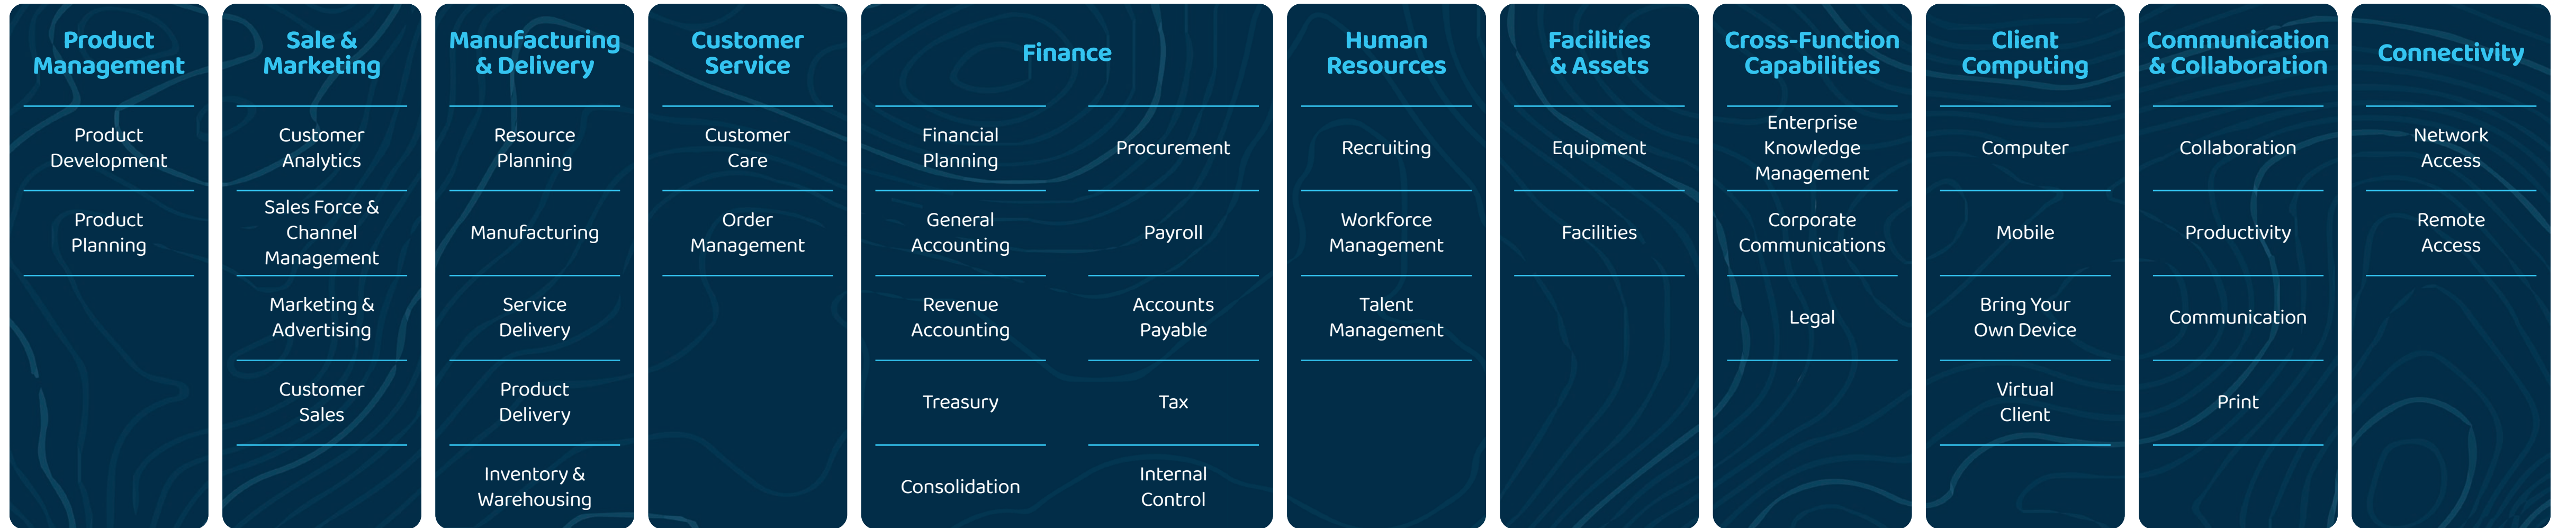 Product
Management
Product
Development
Product
Planning
Sale &
Marketing
Customer
Analytics
Sales Force &
Channel
Management
Marketing &
Advertising
Customer
Sales
Manufacturing
& Delivery
Resource
Planning
Manufacturing
Service
Delivery
Product
Delivery
Inventory &
Warehousing
Customer
Service
Customer
Care
Order
Management
Finance
Financial
Planning
General
Accounting
Revenue
Accounting
Treasury
Consolidation
Procurement
Payroll
Accounts
Payable
Tax
Internal
Control
Human
Resources
Recruiting
Workforce
Management
Talent
Management
Facilities
& Assets
Equipment
Facilities
Cross-Function
Capabilities
Enterprise
Knowledge
Management
Corporate
Communications
Legal
Client
Computing
Computer
Mobile
Bring Your
Own Device
Virtual
Client
Communication
& Collaboration
Collaboration
Productivity
Communication
Print
Connectivity
Network
Access
Remote
Access